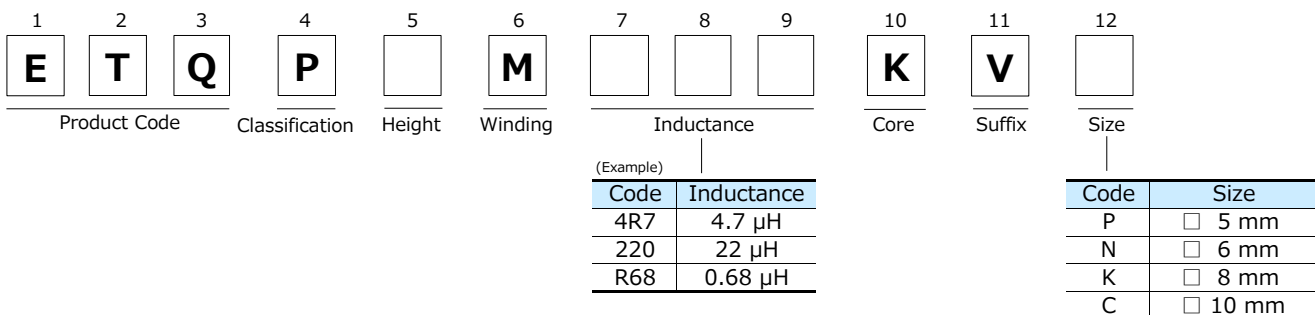 1 2 3 4 5 6 7 8 9 10 11 12
E T Q P M K V
Product Code Classification Height Winding Inductance Core Suffix Size
(Example)
Code Inductance
4R7 4.7 µH
220 22 µH
R68 0.68 µH
Code Size
P □ 5 mm
N □ 6 mm
K □ 8 mm
C □ 10 mm